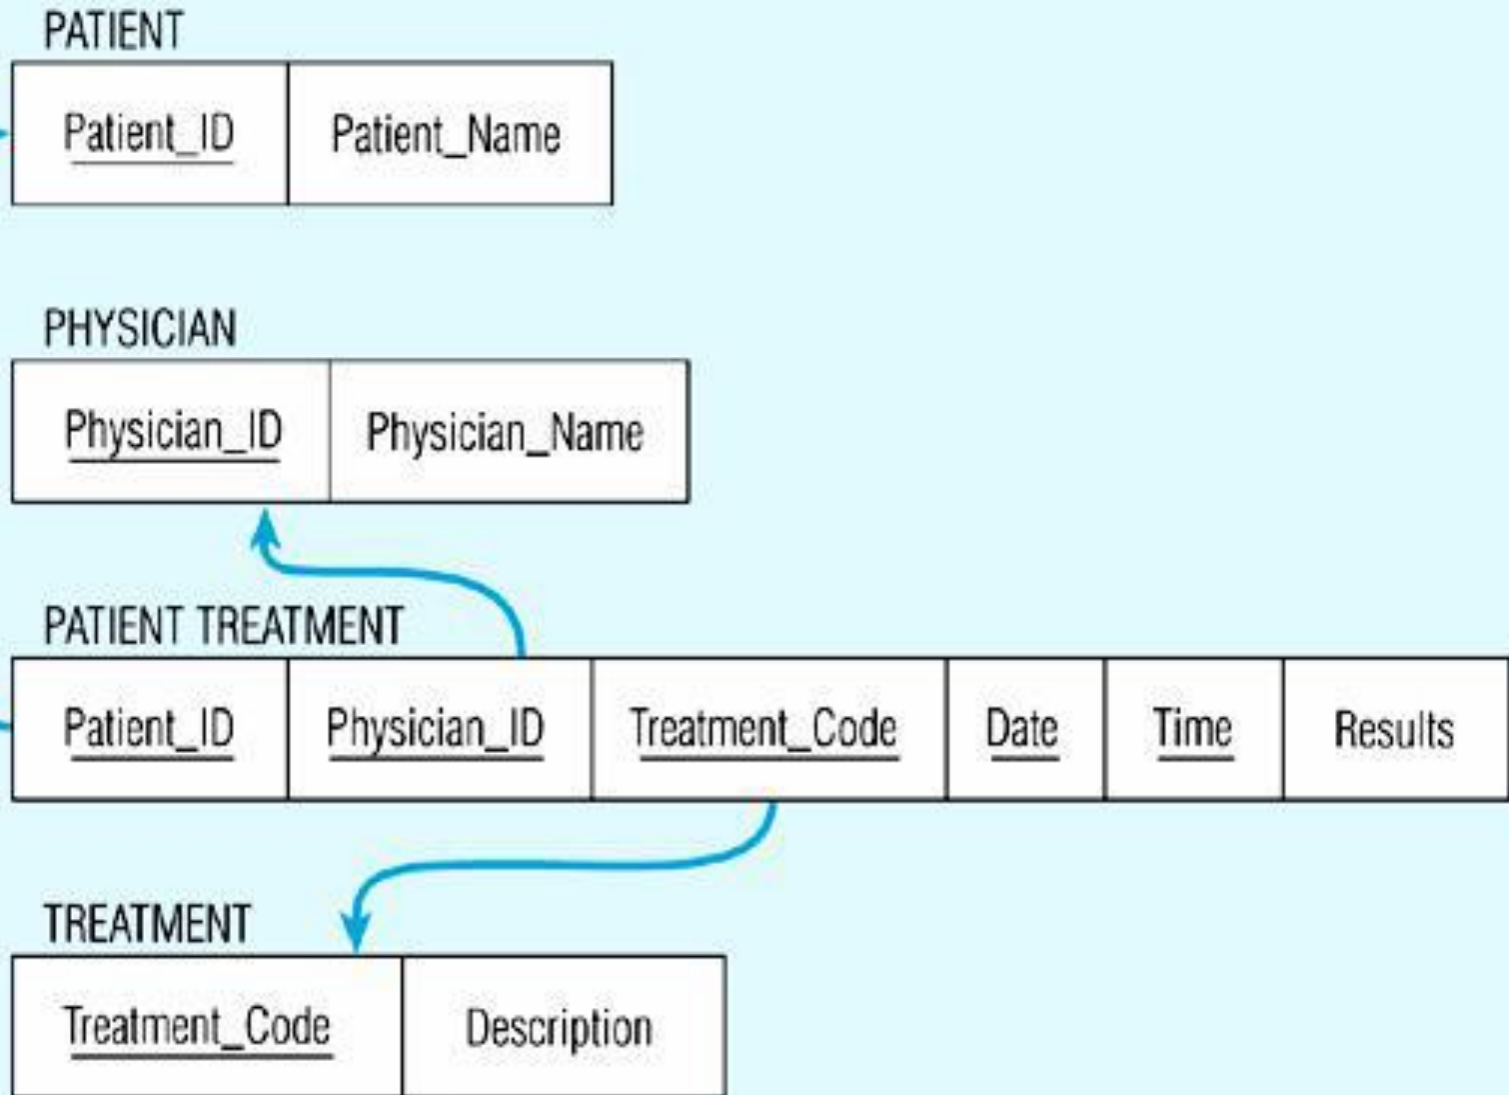 PATIENT
Patient_ID Patient_Name
PHYSICIAN
Physician_ID Physician_Name
PATIENT TREATMENT
Patient_ID Physician_ID Treatment_Code Date Time Results
TREATMENT
Treatment_Code Description